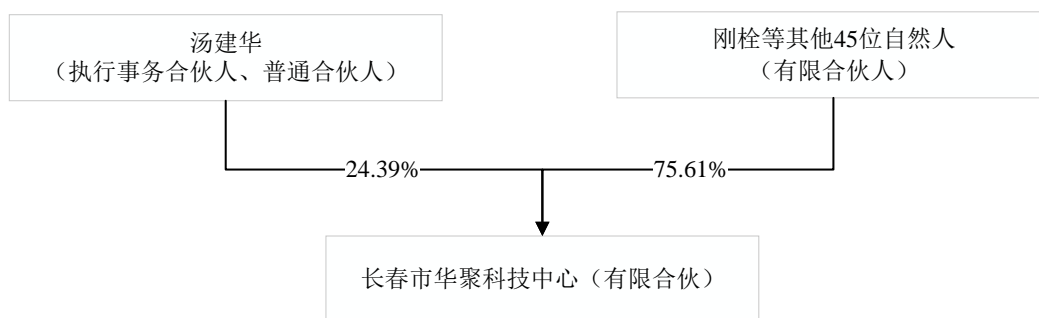 汤建华
（执行事务合伙人、普通合伙人）
刚栓等其他45位自然人
（有限合伙人）
24.39%
75.61%
长春市华聚科技中心（有限合伙）